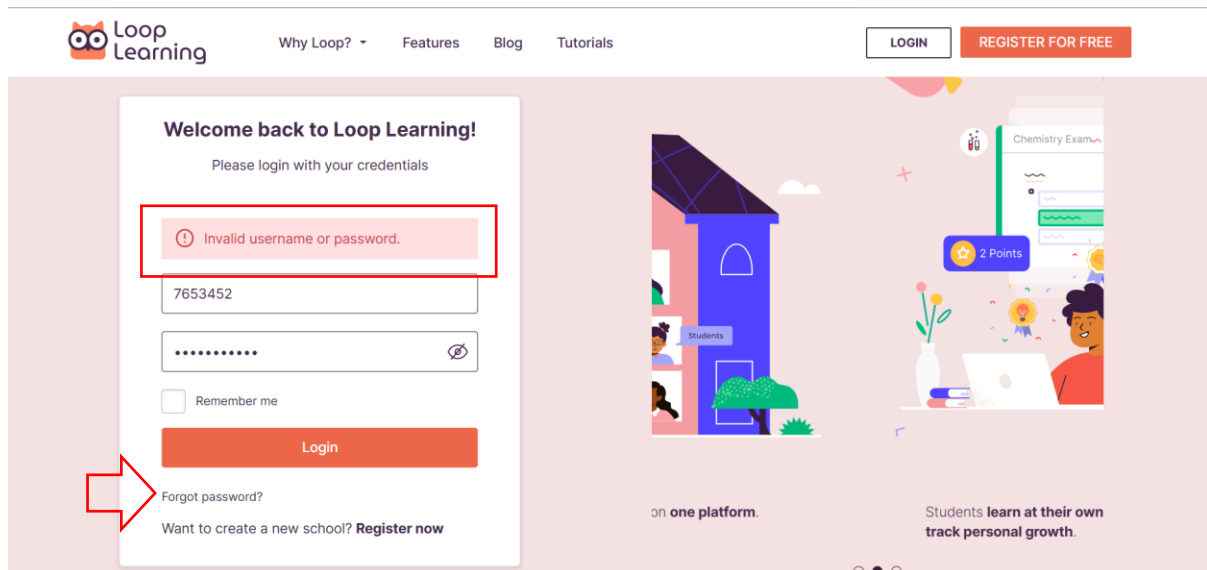 Loop
Learning
Why Loop?
Features
Blog
Tutorials
LOGIN
REGISTER FOR FREE
Welcome back to Loop Learning!
Please login with your credentials
Invalid username or password.
7653452
•••••••••••
Remember me
Login
Forgot password?
Want to create a new school? Register now
Students
Chemistry Exam
2 Points
on one platform.
Students learn at their own
track personal growth.